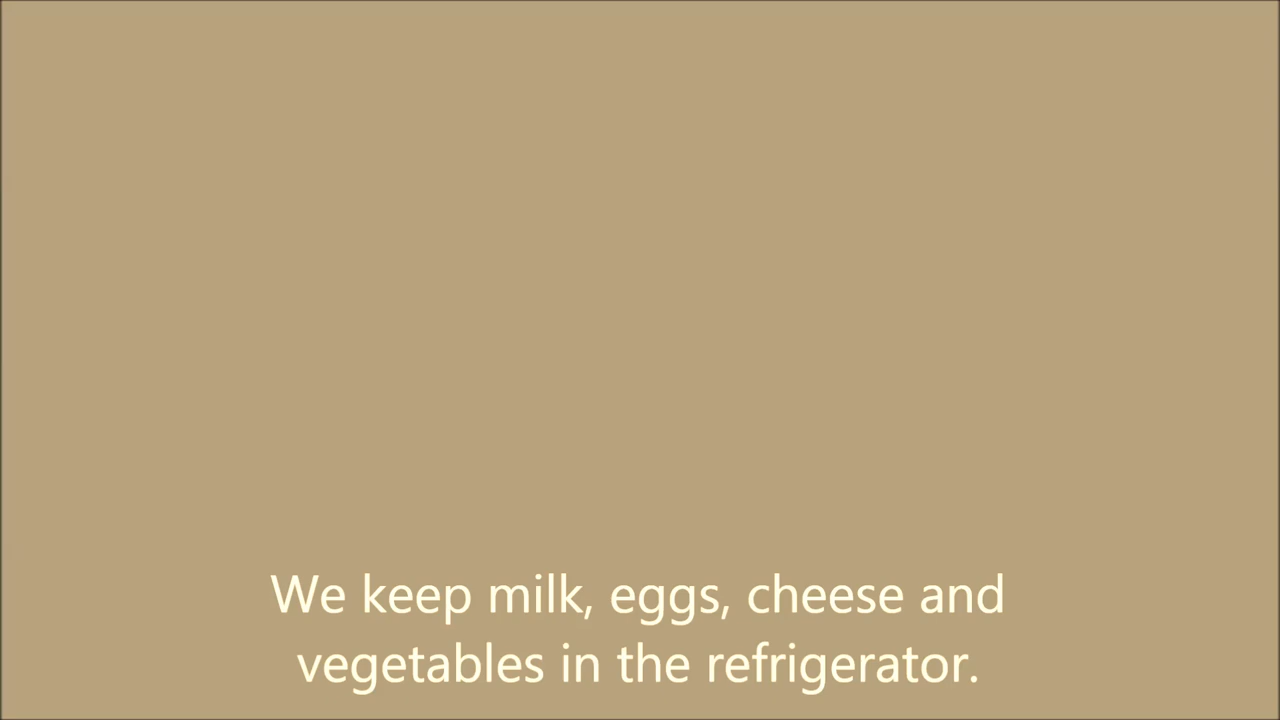 We keep milk, eggs, cheese and
vegetables in the refrigerator.